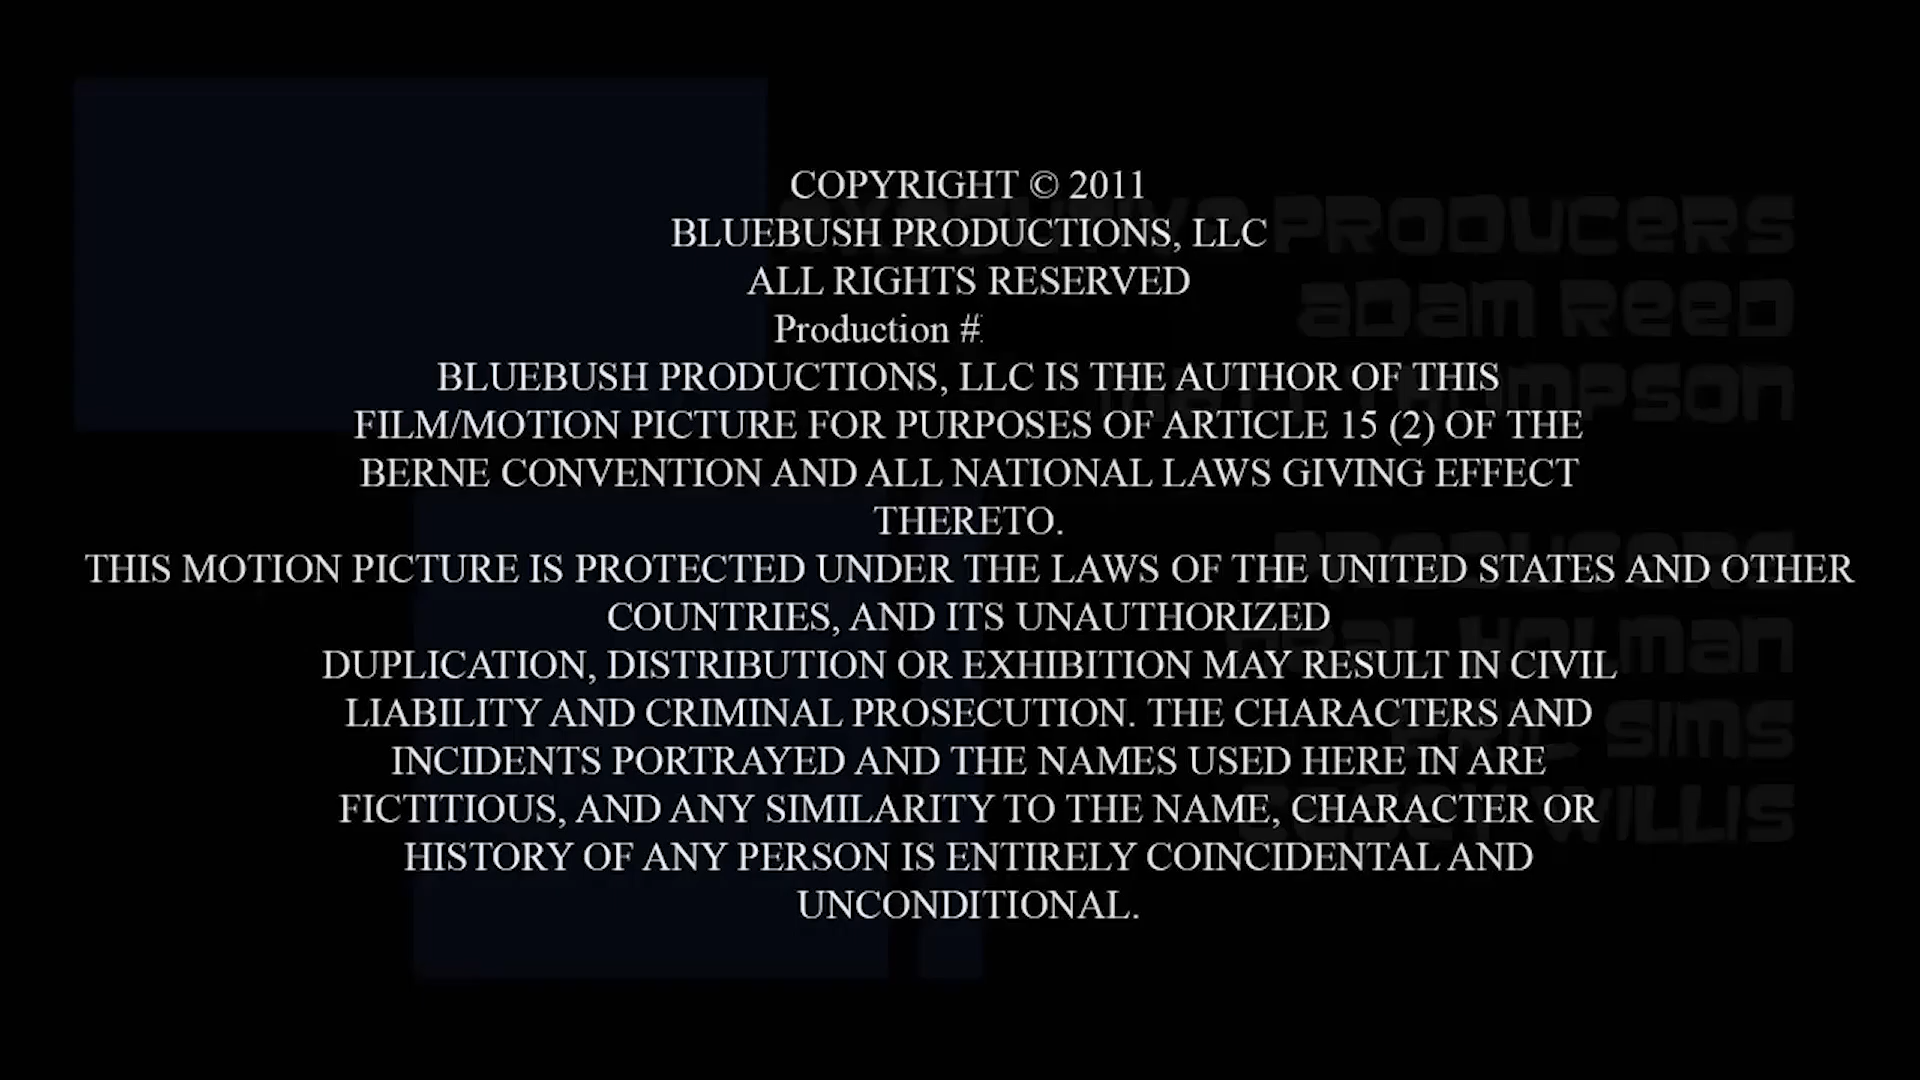 COPYRIGHT © 2011
BLUEBUSH PRODUCTIONS, LLC
ALL RIGHTS RESERVED
Production #
BLUEBUSH PRODUCTIONS, LLC IS THE AUTHOR OF THIS
FILM/MOTION PICTURE FOR PURPOSES OF ARTICLE 15 (2) OF THE
BERNE CONVENTION AND ALL NATIONAL LAWS GIVING EFFECT
THERETO.
THIS MOTION PICTURE IS PROTECTED UNDER THE LAWS OF THE UNITED STATES AND OTHER
COUNTRIES, AND ITS UNAUTHORIZED
DUPLICATION, DISTRIBUTION OR EXHIBITION MAY RESULT IN CIVIL
LIABILITY AND CRIMINAL PROSECUTION. THE CHARACTERS AND
INCIDENTS PORTRAYED AND THE NAMES USED HERE IN ARE
FICTITIOUS, AND ANY SIMILARITY TO THE NAME, CHARACTER OR
HISTORY OF ANY PERSON IS ENTIRELY COINCIDENTAL AND
UNCONDITIONAL.
PRODUCeRS
aDam ReeD
PRODUCeRS
SIMS
WILLIS